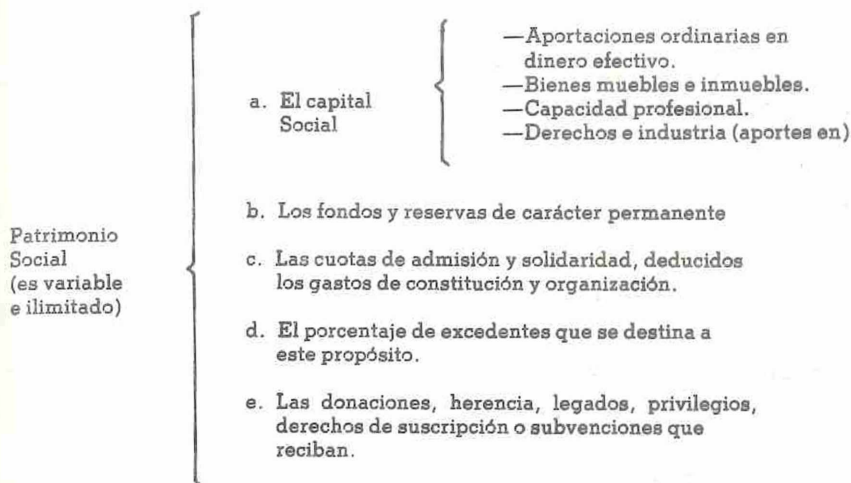 Patrimonio
Social
(es variable
e ilimitado)
a. El capital
Social
—Aportaciones ordinarias en
dinero efectivo.
—Bienes muebles e inmuebles.
—Capacidad profesional.
—Derechos e industria (aportes en)
b. Los fondos y reservas de carácter permanente
c. Las cuotas de admisión y solidaridad, deducidos
los gastos de constitución y organización.
d. El porcentaje de excedentes que se destina a
este propósito.
e. Las donaciones, herencia, legados, privilegios,
derechos de suscripción o subvenciones que
reciban.